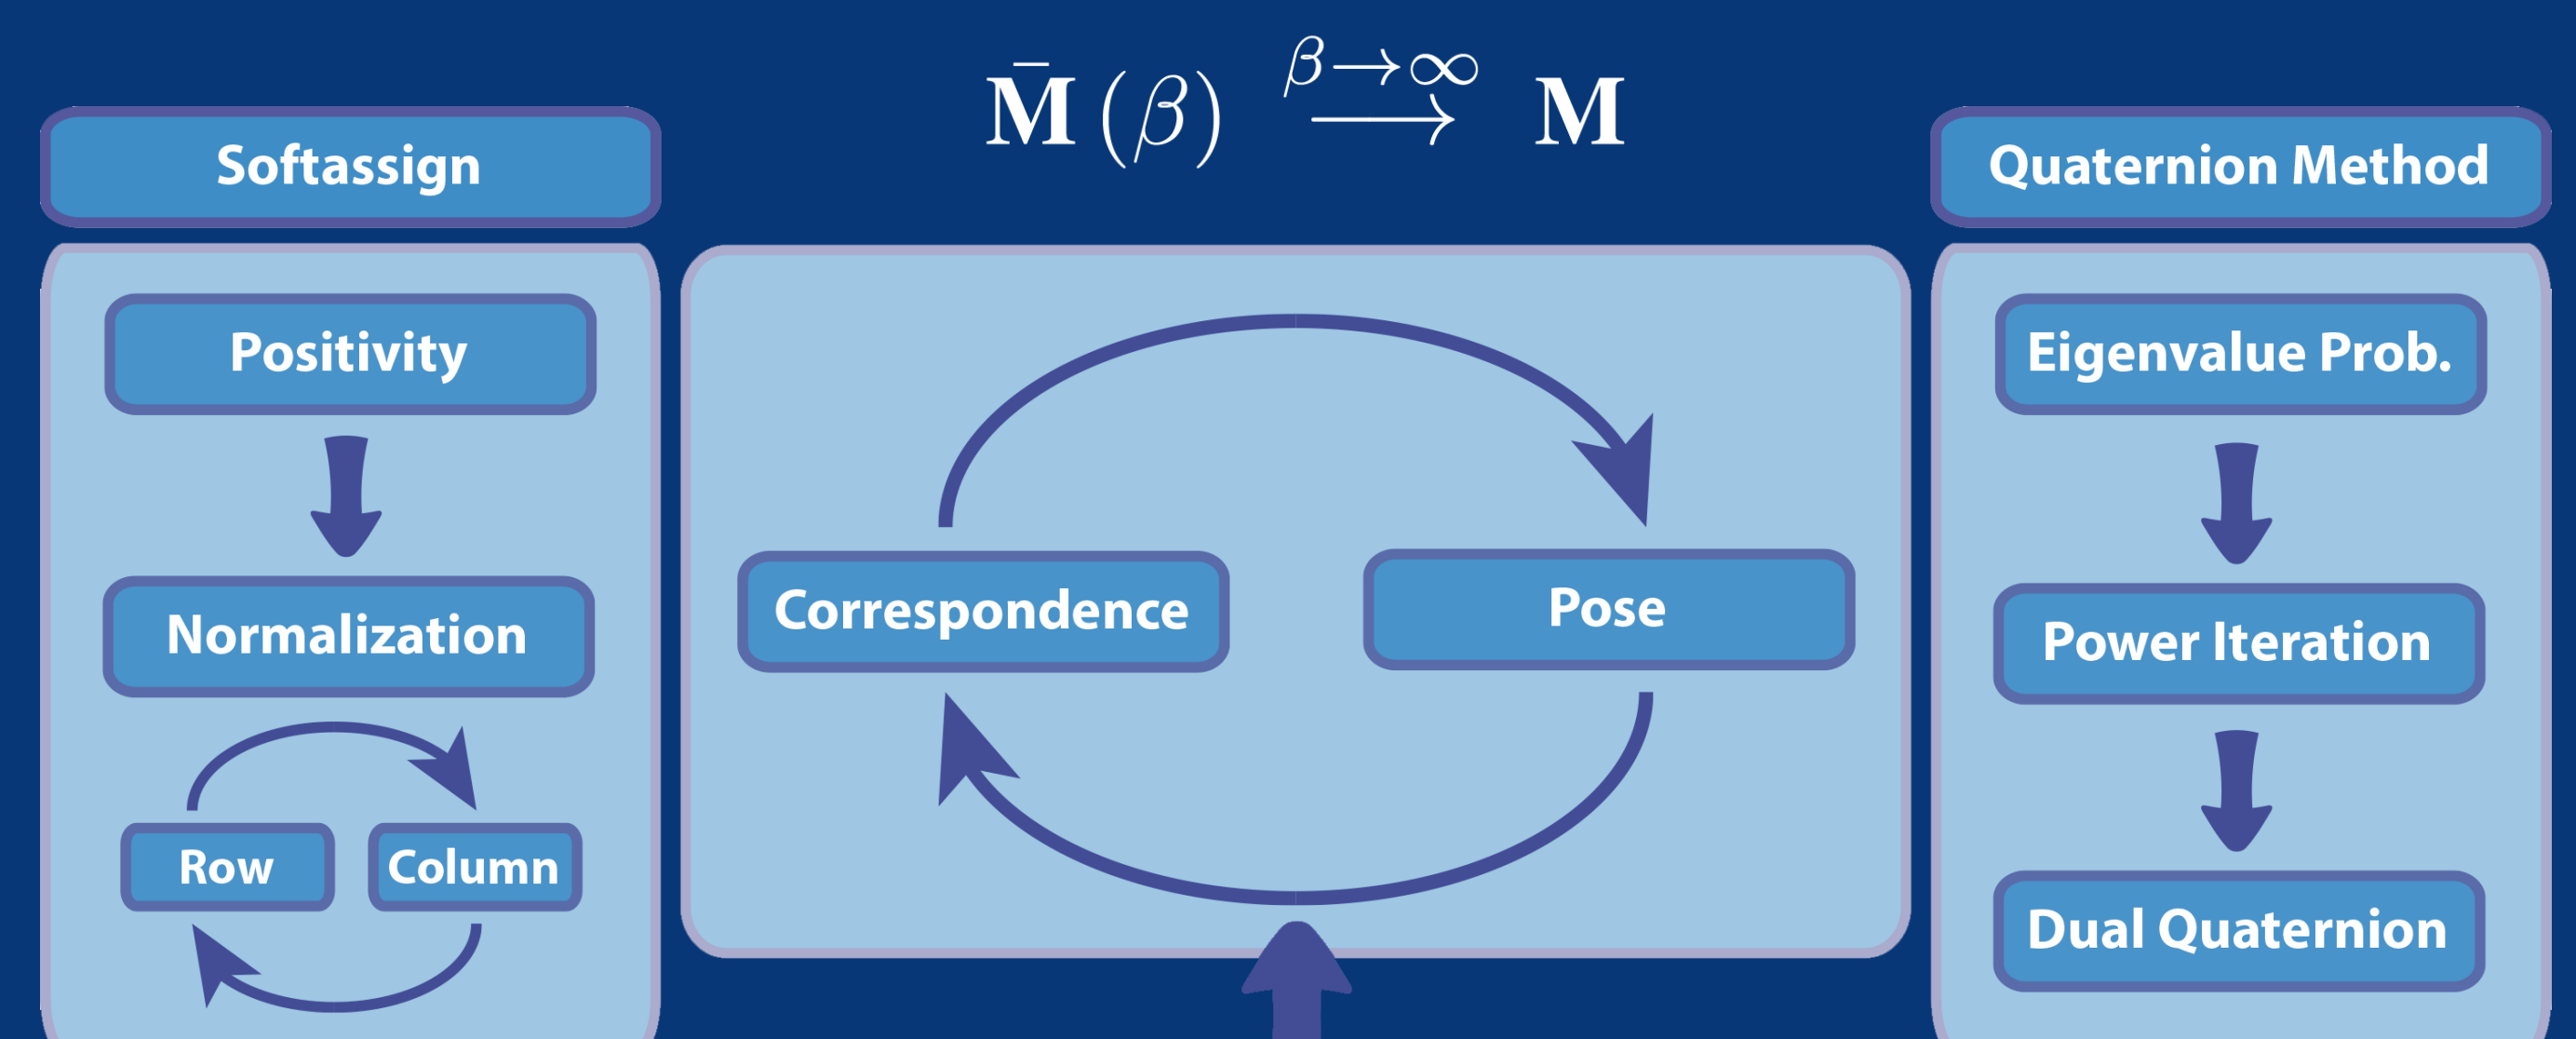 M̄(β) β→∞ ⟶ M
Softassign
Positivity
Normalization
Row
Column
Correspondence
Pose
Quaternion Method
Eigenvalue Prob.
Power Iteration
Dual Quaternion